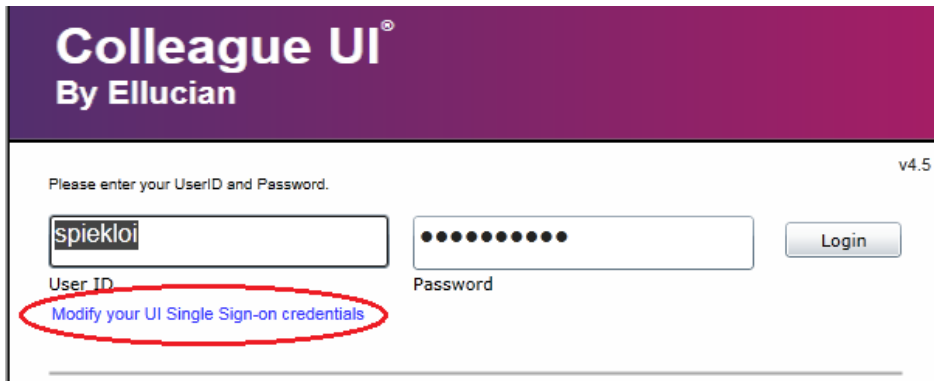 Colleague UI®
By Ellucian
v4.5
Please enter your UserID and Password.
spiekloi
●●●●●●●●●●
Login
User ID
Password
Modify your UI Single Sign-on credentials